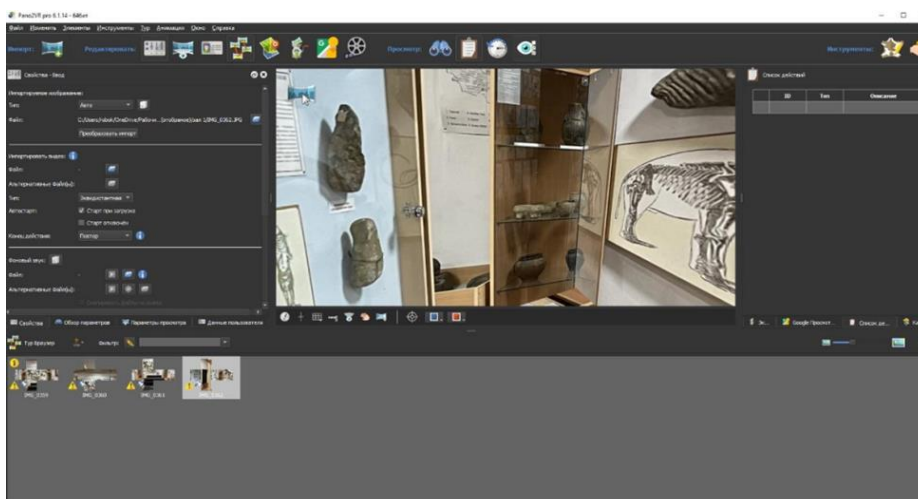 Pano2VR pro 6.1.14 - 64бит
Файл Изменить Элементы Инструменты Тур Анимация Окно Справка
Импорт: Редактировать: Просмотр: Инструменты:
Свойства - Ввод
Импортируемое изображение:
Тип: Авто
Файл:
Преобразовать импорт
Импортировать видео:
Файл: -
Альтернативные Файл(ы):
Тип: Эквидистантная
Автостарт: Старт при загрузке
Старт отключен
Конец действия: Повтор
Фоновый звук:
Файл: -
Альтернативные Файл(ы):
Свойства Обзор параметров Параметры просмотра Данные пользователя
Список действий
ID Тип Описание
Google Просмот... Список де...
Тур браузер Фильтр:
IMG_0359 IMG_0360 IMG_0361